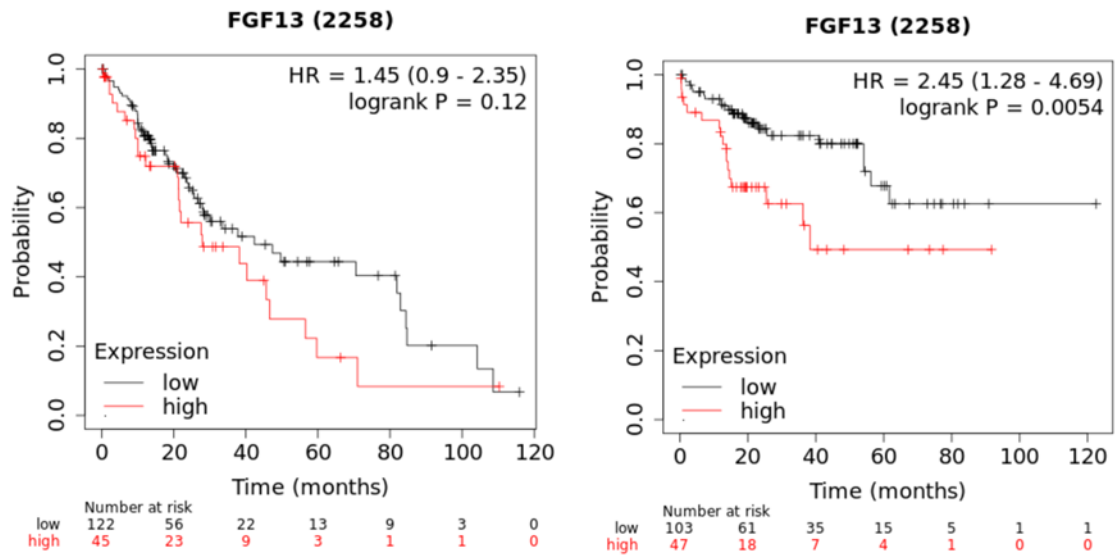 FGF13 (2258)
HR = 1.45 (0.9 - 2.35)
logrank P = 0.12
Probability
1.0
0.8
0.6
0.4
0.2
0.0
Expression
low
high
0 20 40 60 80 100 120
Time (months)
Number at risk
low 122 56 22 13 9 3 0
high 45 23 9 3 1 1 0
FGF13 (2258)
HR = 2.45 (1.28 - 4.69)
logrank P = 0.0054
Probability
1.0
0.8
0.6
0.4
0.2
0.0
Expression
low
high
0 20 40 60 80 100 120
Time (months)
Number at risk
low 103 61 35 15 5 1 1
high 47 18 7 4 1 0 0